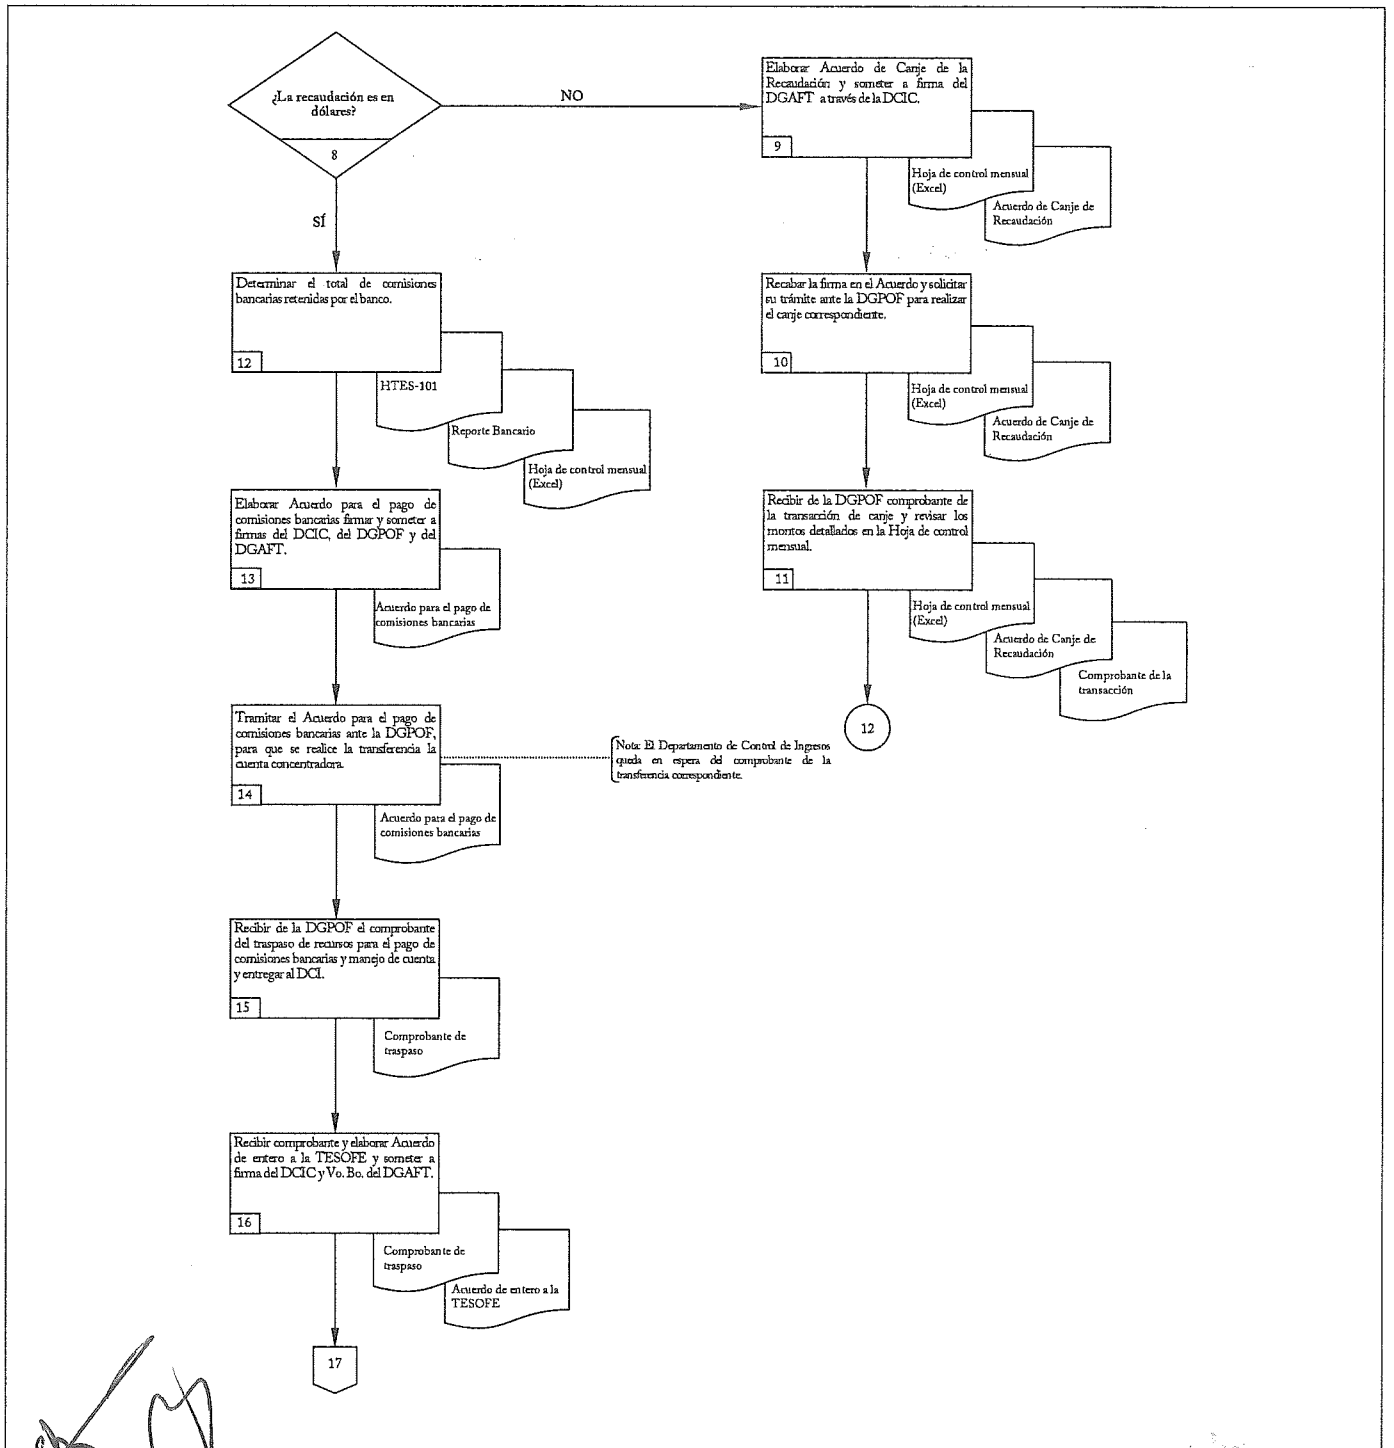 ¿La recaudación es en
dólares?
8
NO
SÍ
Elaborar Acuerdo de Canje de la
Recaudación y someter a firma del
DGAFT a través de la DCIC.
9
Hoja de control mensual
(Excel)
Acuerdo de Canje de
Recaudación
Determinar el total de comisiones
bancarias retenidas por el banco.
12
HTES-101
Reporte Bancario
Hoja de control mensual
(Excel)
Recabar la firma en el Acuerdo y solicitar
su trámite ante la DGPOF para realizar
el canje correspondiente.
10
Hoja de control mensual
(Excel)
Acuerdo de Canje de
Recaudación
Elaborar Acuerdo para el pago de
comisiones bancarias firmar y someter a
firmas del DCIC, del DGPOF y del
DGAFT.
13
Acuerdo para el pago de
comisiones bancarias
Recibir de la DGPOF comprobante de
la transacción de canje y revisar los
montos detallados en la Hoja de control
mensual.
11
Hoja de control mensual
(Excel)
Acuerdo de Canje de
Recaudación
Comprobante de la
transacción
12
Tramitar el Acuerdo para el pago de
comisiones bancarias ante la DGPOF,
para que se realice la transferencia la
cuenta concentradora.
14
Acuerdo para el pago de
comisiones bancarias
Nota: El Departamento de Control de Ingresos
queda en espera del comprobante de la
transferencia correspondiente.
Recibir de la DGPOF el comprobante
del traspaso de recursos para el pago de
comisiones bancarias y manejo de cuenta
y entregar al DCI.
15
Comprobante de
traspaso
Recibir comprobante y elaborar Acuerdo
de entero a la TESOFE y someter a
firma del DCIC y Vo. Bo. del DGAFT.
16
Comprobante de
traspaso
Acuerdo de entero a la
TESOFE
17